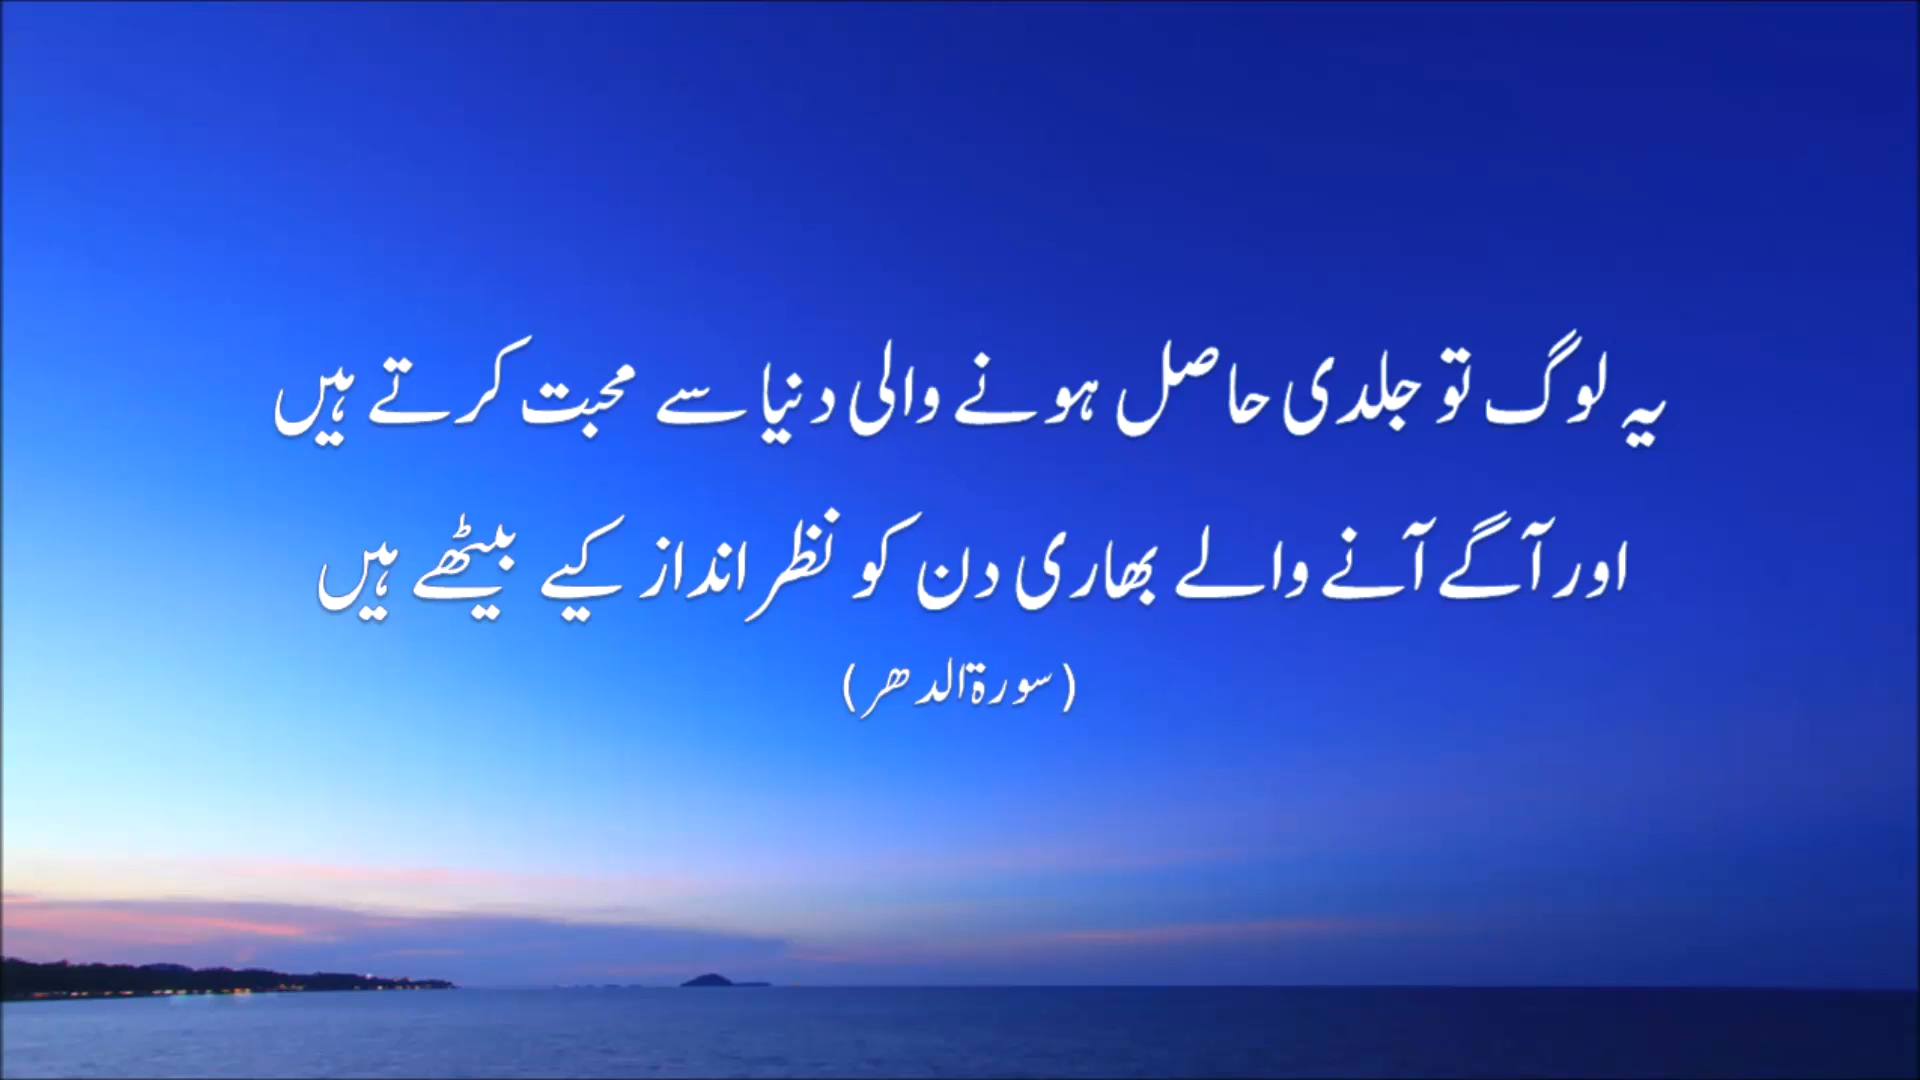 یہ لوگ تو جلدی حاصل ہونے والی دنیا سے محبت کرتے ہیں
اور آگے آنے والے بھاری دن کو نظر انداز کیے بیٹھے ہیں
(سورۃ الدھر)